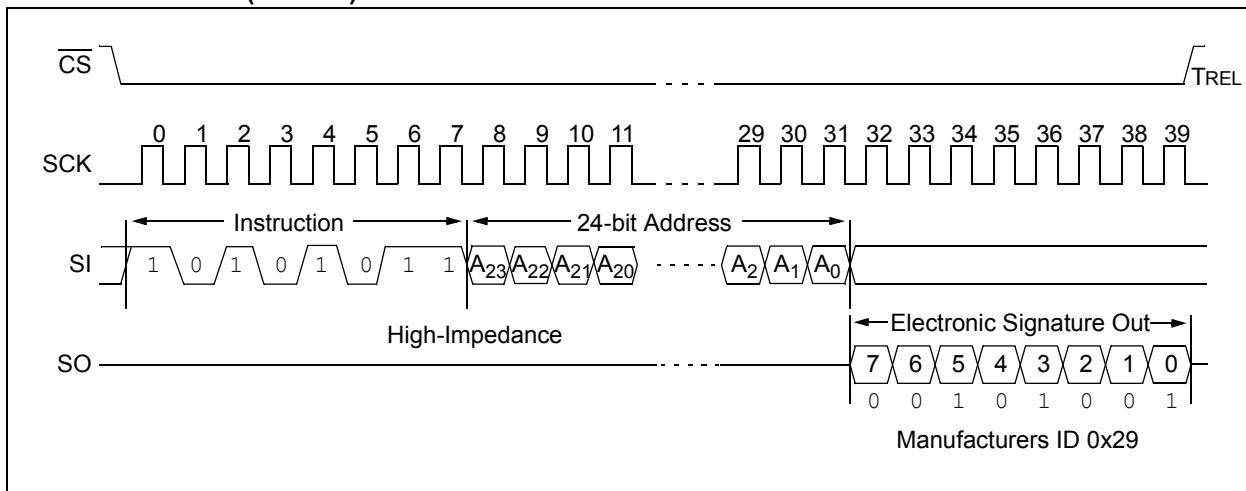 CS
TREL
0 1 2 3 4 5 6 7 8 9 10 11 29 30 31 32 33 34 35 36 37 38 39
SCK
Instruction 24-bit Address
SI 1 0 1 0 1 0 1 1 A23 A22 A21 A20 A2 A1 A0
High-Impedance Electronic Signature Out
SO 7 6 5 4 3 2 1 0
0 0 1 0 1 0 0 1
Manufacturers ID 0x29